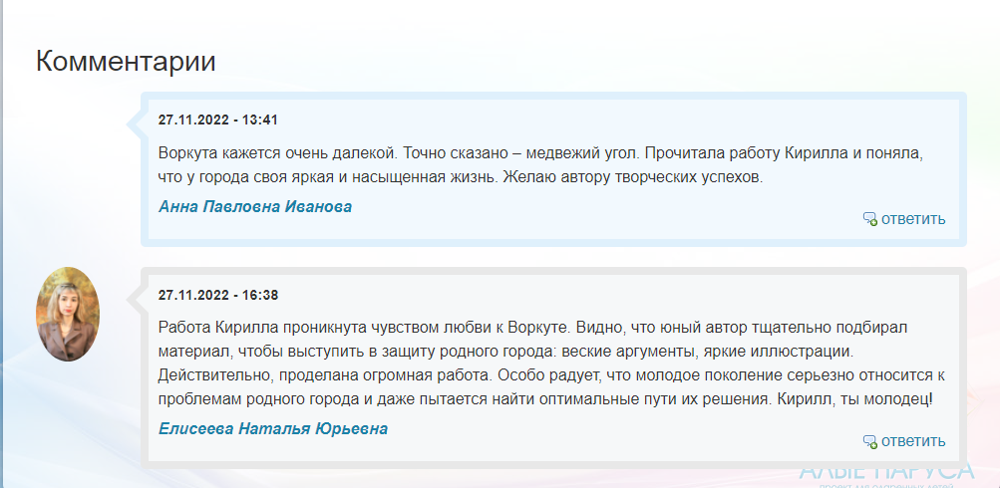 Комментарии
27.11.2022 - 13:41
Воркута кажется очень далекой. Точно сказано – медвежий угол. Прочитала работу Кирилла и поняла,
что у города своя яркая и насыщенная жизнь. Желаю автору творческих успехов.
Анна Павловна Иванова
ответить
27.11.2022 - 16:38
Работа Кирилла проникнута чувством любви к Воркуте. Видно, что юный автор тщательно подбирал
материал, чтобы выступить в защиту родного города: веские аргументы, яркие иллюстрации.
Действительно, проделана огромная работа. Особо радует, что молодое поколение серьезно относится к
проблемам родного города и даже пытается найти оптимальные пути их решения. Кирилл, ты молодец!
Елисеева Наталья Юрьевна
ответить
АЛЫЕ ПАРУСА